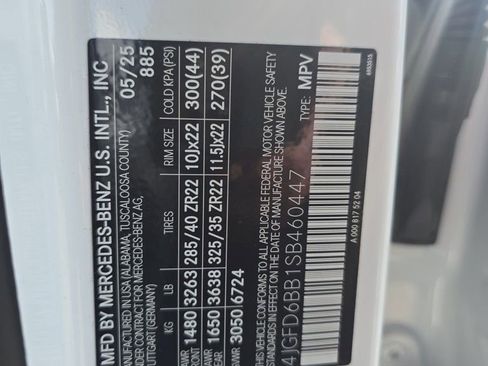 MFD BY MERCEDES-BENZ U.S. INTL., INC
IN USA (ALABAMA, TUSCALOOSA COUNTY)
UNDER CONTRACT FOR MERCEDES-BENZ AG,
STUTTGART (GERMANY)
05/25
885
KG LB TIRES RIM SIZE COLD KPA (PSI)
GAWR FRONT 1480 3263 285/40 ZR22 10Jx22 300(44)
GAWR REAR 1650 3638 325/35 ZR22 11.5Jx22 270(39)
GVWR 3050 6724
THIS VEHICLE CONFORMS TO ALL APPLICABLE FEDERAL MOTOR VEHICLE SAFETY
STANDARDS IN EFFECT ON THE DATE OF MANUFACTURE SHOWN ABOVE.
TYPE: MPV
4JGFD6BB1SB460447
A 000 817 52 04